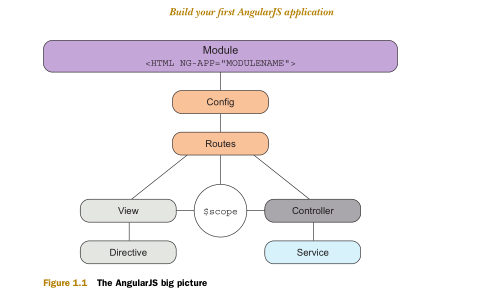 Build your first AngularJS application
Module
<HTML NG-APP="MODULENAME">
Config
Routes
View
$scope
Controller
Directive
Service
Figure 1.1 The AngularJS big picture